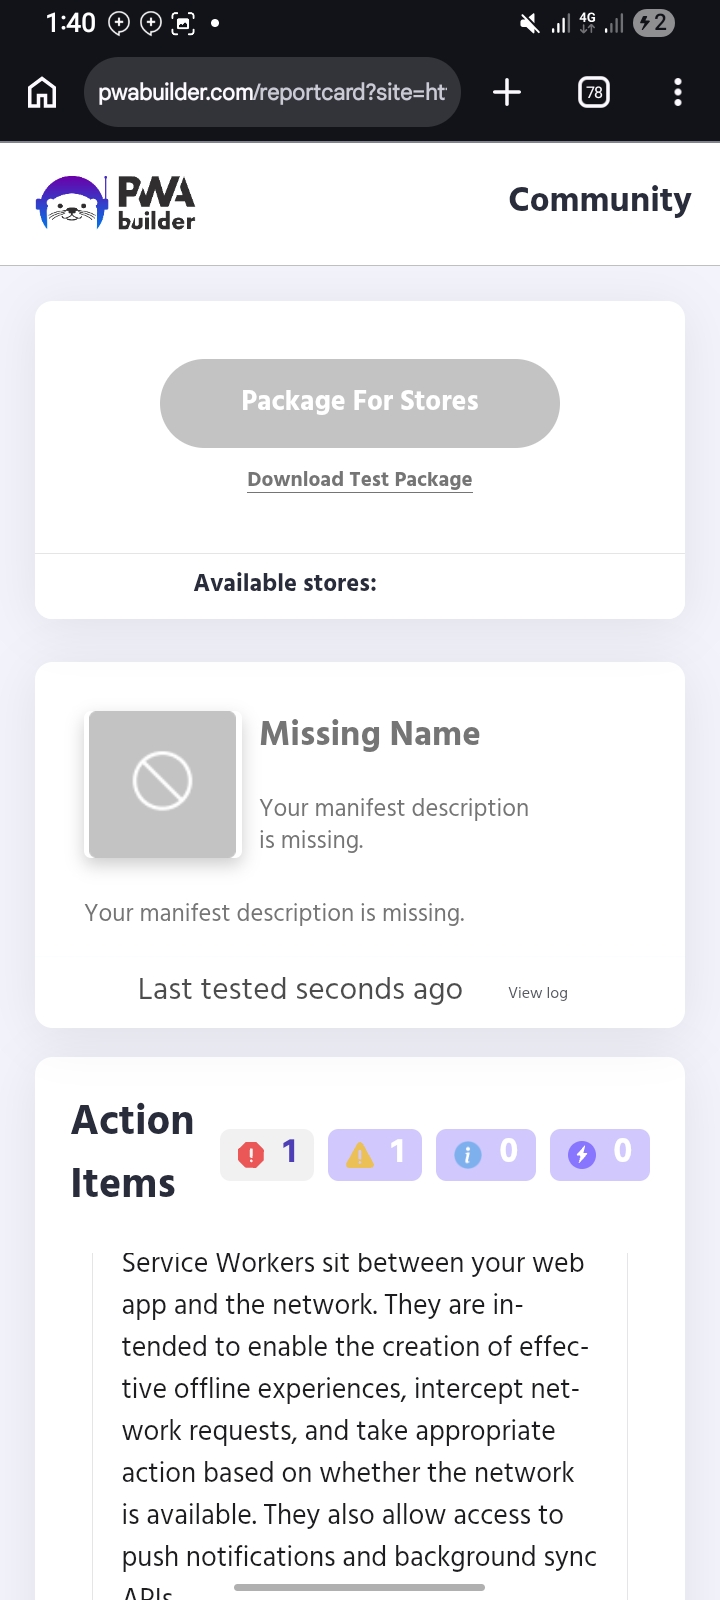 1:40
4G
2
pwabuilder.com/reportcard?site=ht
78
PWA
builder
Community
Package For Stores
Download Test Package
Available stores:
Missing Name
Your manifest description
is missing.
Your manifest description is missing.
Last tested seconds ago
View log
Action
Items
1
1
0
0
Service Workers sit between your web
app and the network. They are in-
tended to enable the creation of effec-
tive offline experiences, intercept net-
work requests, and take appropriate
action based on whether the network
is available. They also allow access to
push notifications and background sync
APIs